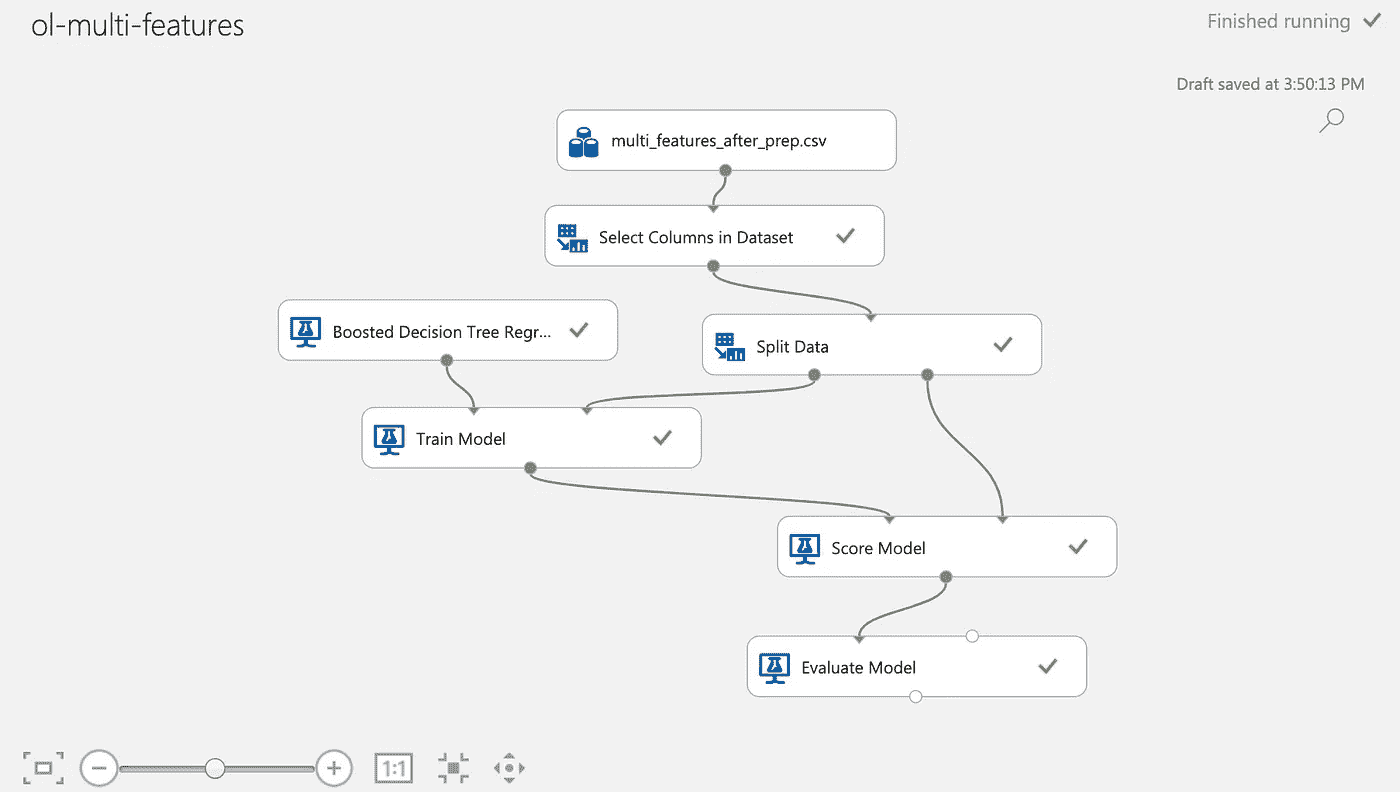 ol-multi-features
Finished running
Draft saved at 3:50:13 PM
multi_features_after_prep.csv
Select Columns in Dataset
Boosted Decision Tree Regr...
Split Data
Train Model
Score Model
Evaluate Model
1:1